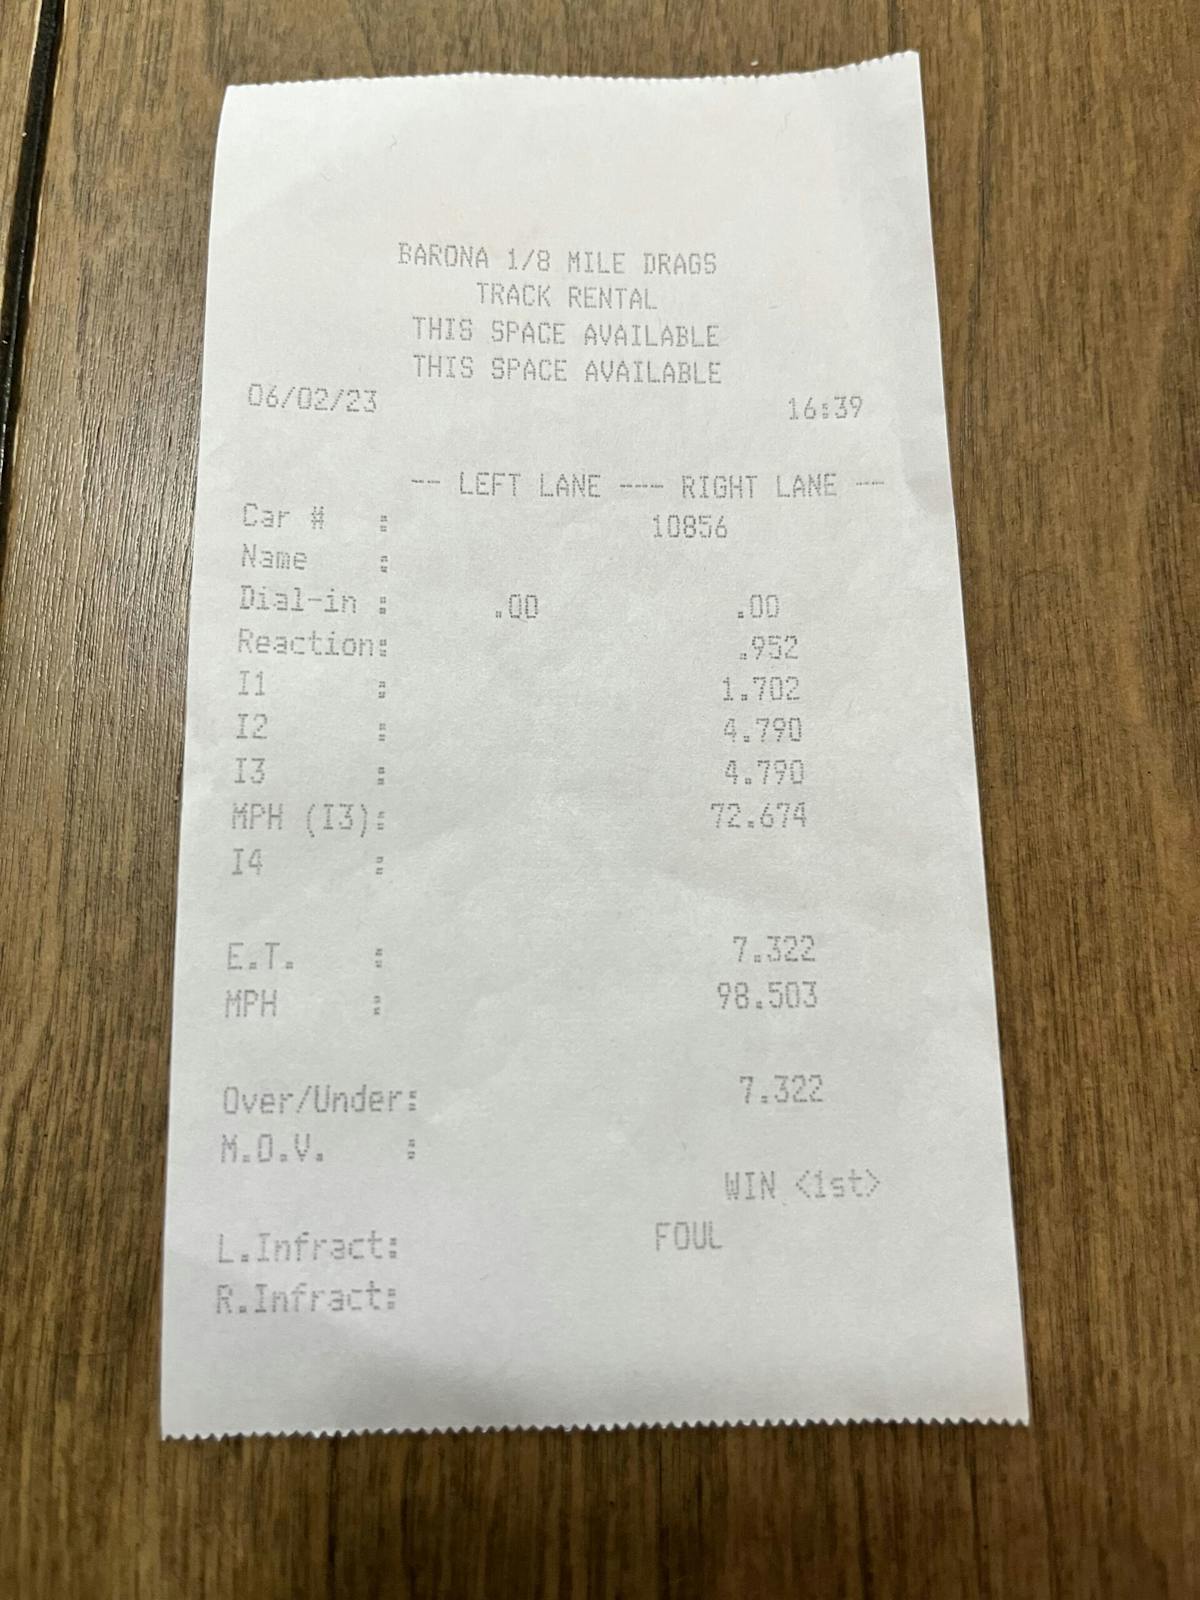 BARONA 1/8 MILE DRAGS
TRACK RENTAL
THIS SPACE AVAILABLE
THIS SPACE AVAILABLE
06/02/23 16:39
-- LEFT LANE --- RIGHT LANE --
Car # : 10856
Name :
Dial-in : .00 .00
Reaction: .952
I1 : 1.702
I2 : 4.790
I3 : 4.790
MPH (I3): 72.674
I4 :
E.T. : 7.322
MPH : 98.503
Over/Under: 7.322
M.O.V. :
WIN <1st>
L.Infract: FOUL
R.Infract: